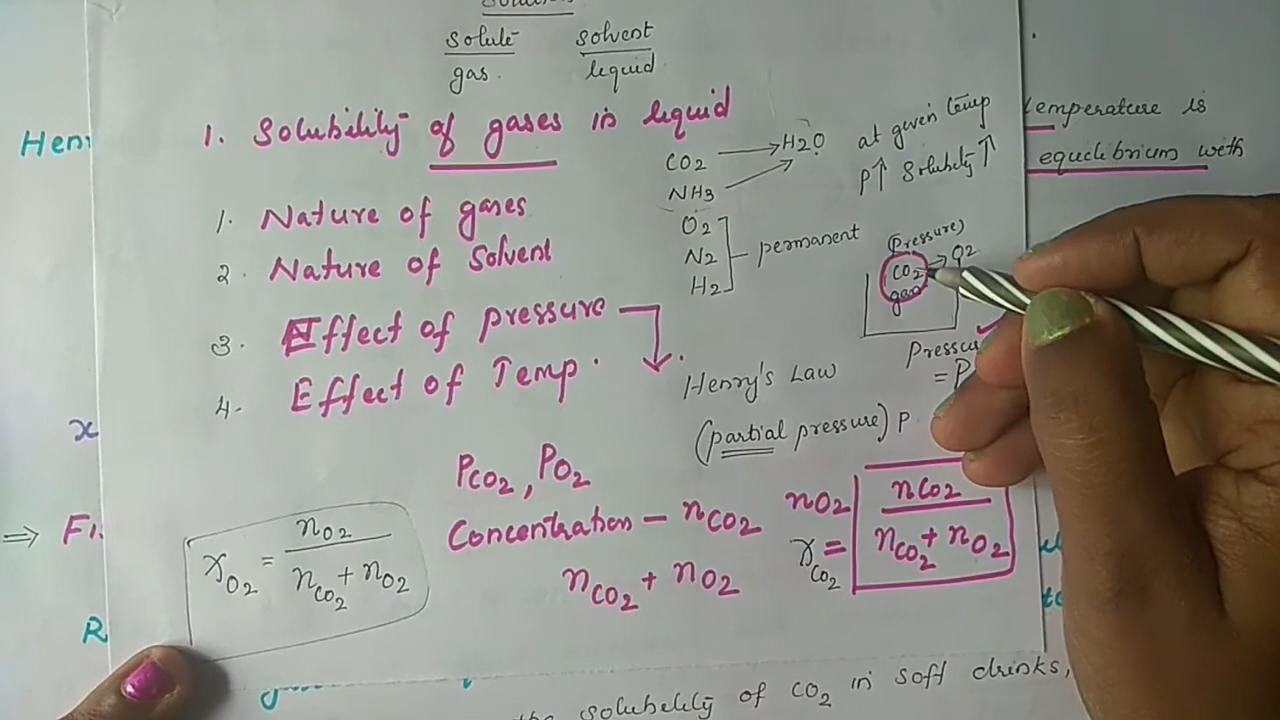 solute solvent
gas. liquid
1. Solubility of gases in liquid
CO2 → H2O
NH3
at given temp
P↑ Solubility ↑
1. Nature of gases
2. Nature of Solvent
3. Effect of pressure
4. Effect of Temp.
O2
N2
H2
permanent
(Pressure)
CO2 → O2
gas
= P
Henry's Law
(partial pressure) P
PCO2, PO2
Concentration - nCO2 nO2
nCO2 + nO2
xCO2 = nCO2 / nCO2 + nO2
xO2 = nO2 / nCO2 + nO2
temperature is
equilibrium with
x
⇒
R
solubility of CO2 in soft drinks,